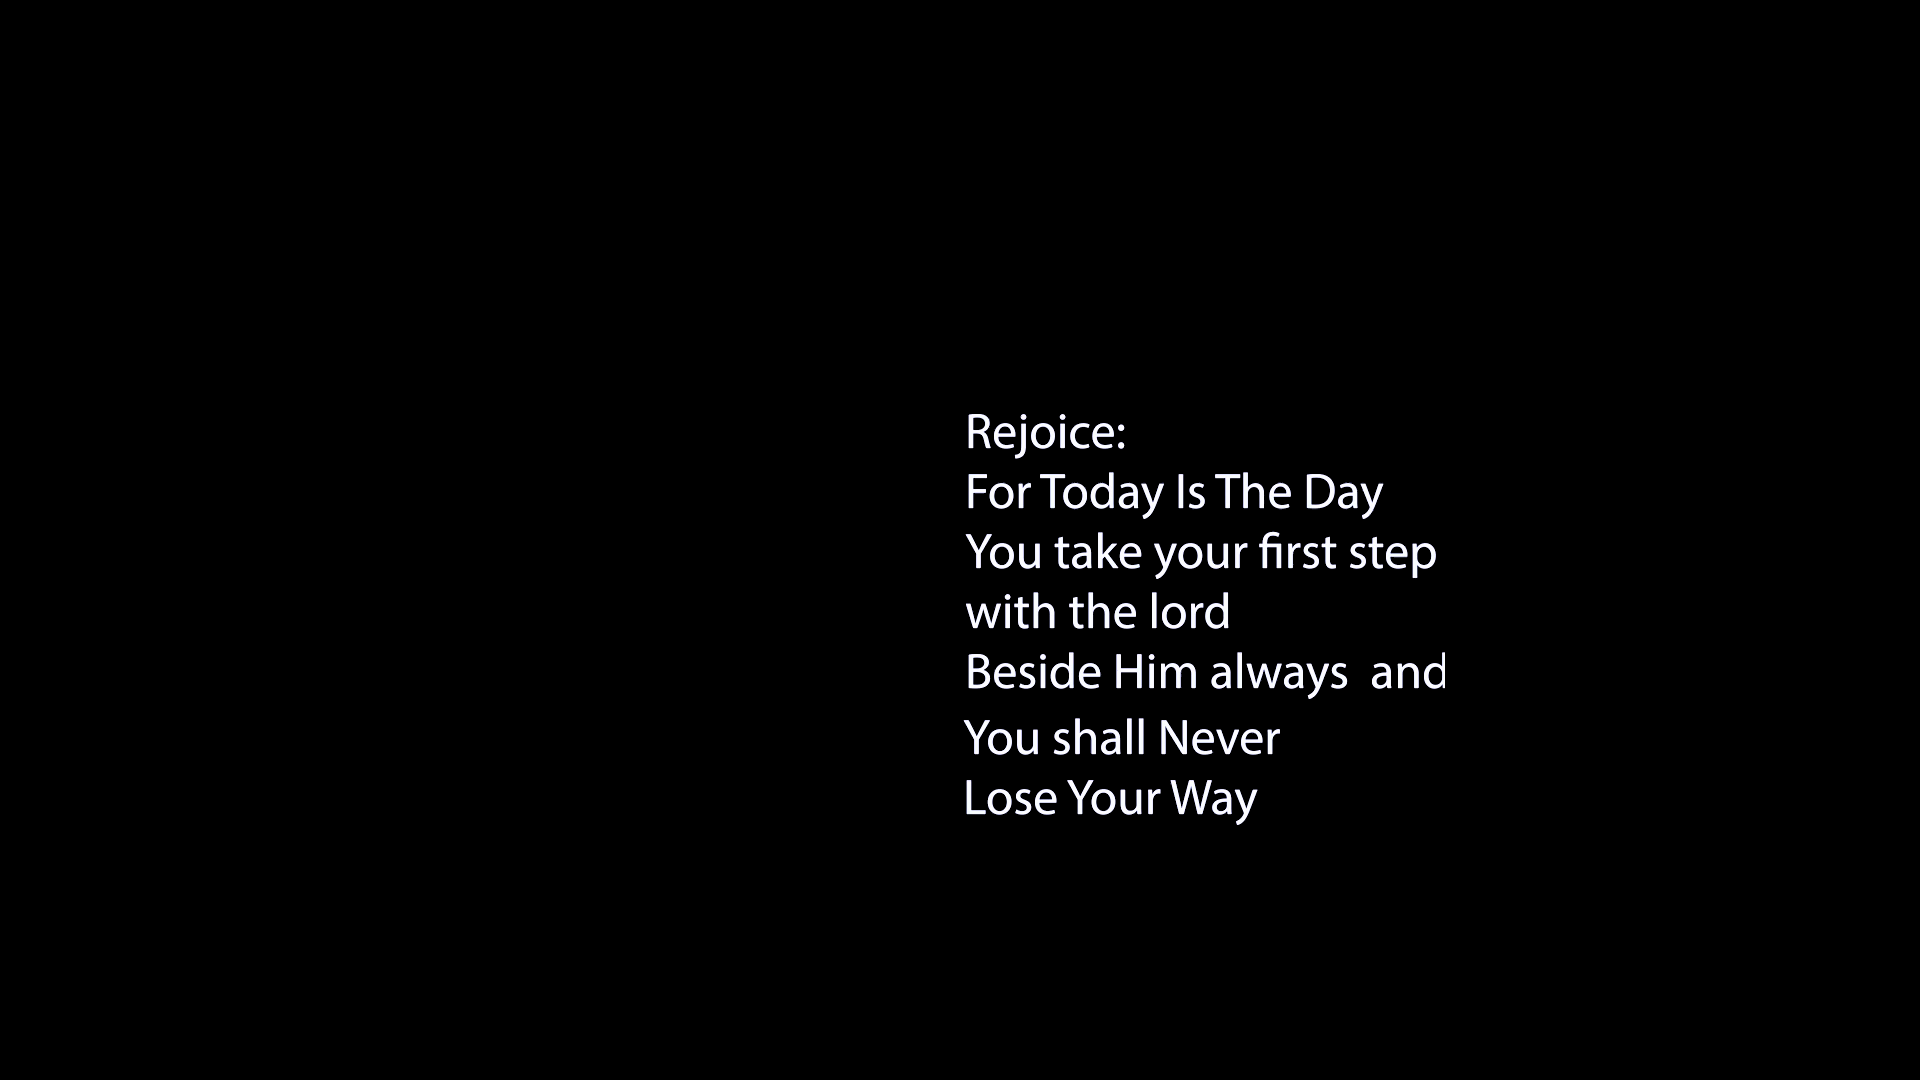 Rejoice:
For Today Is The Day
You take your first step
with the lord
Beside Him always  and
You shall Never
Lose Your Way